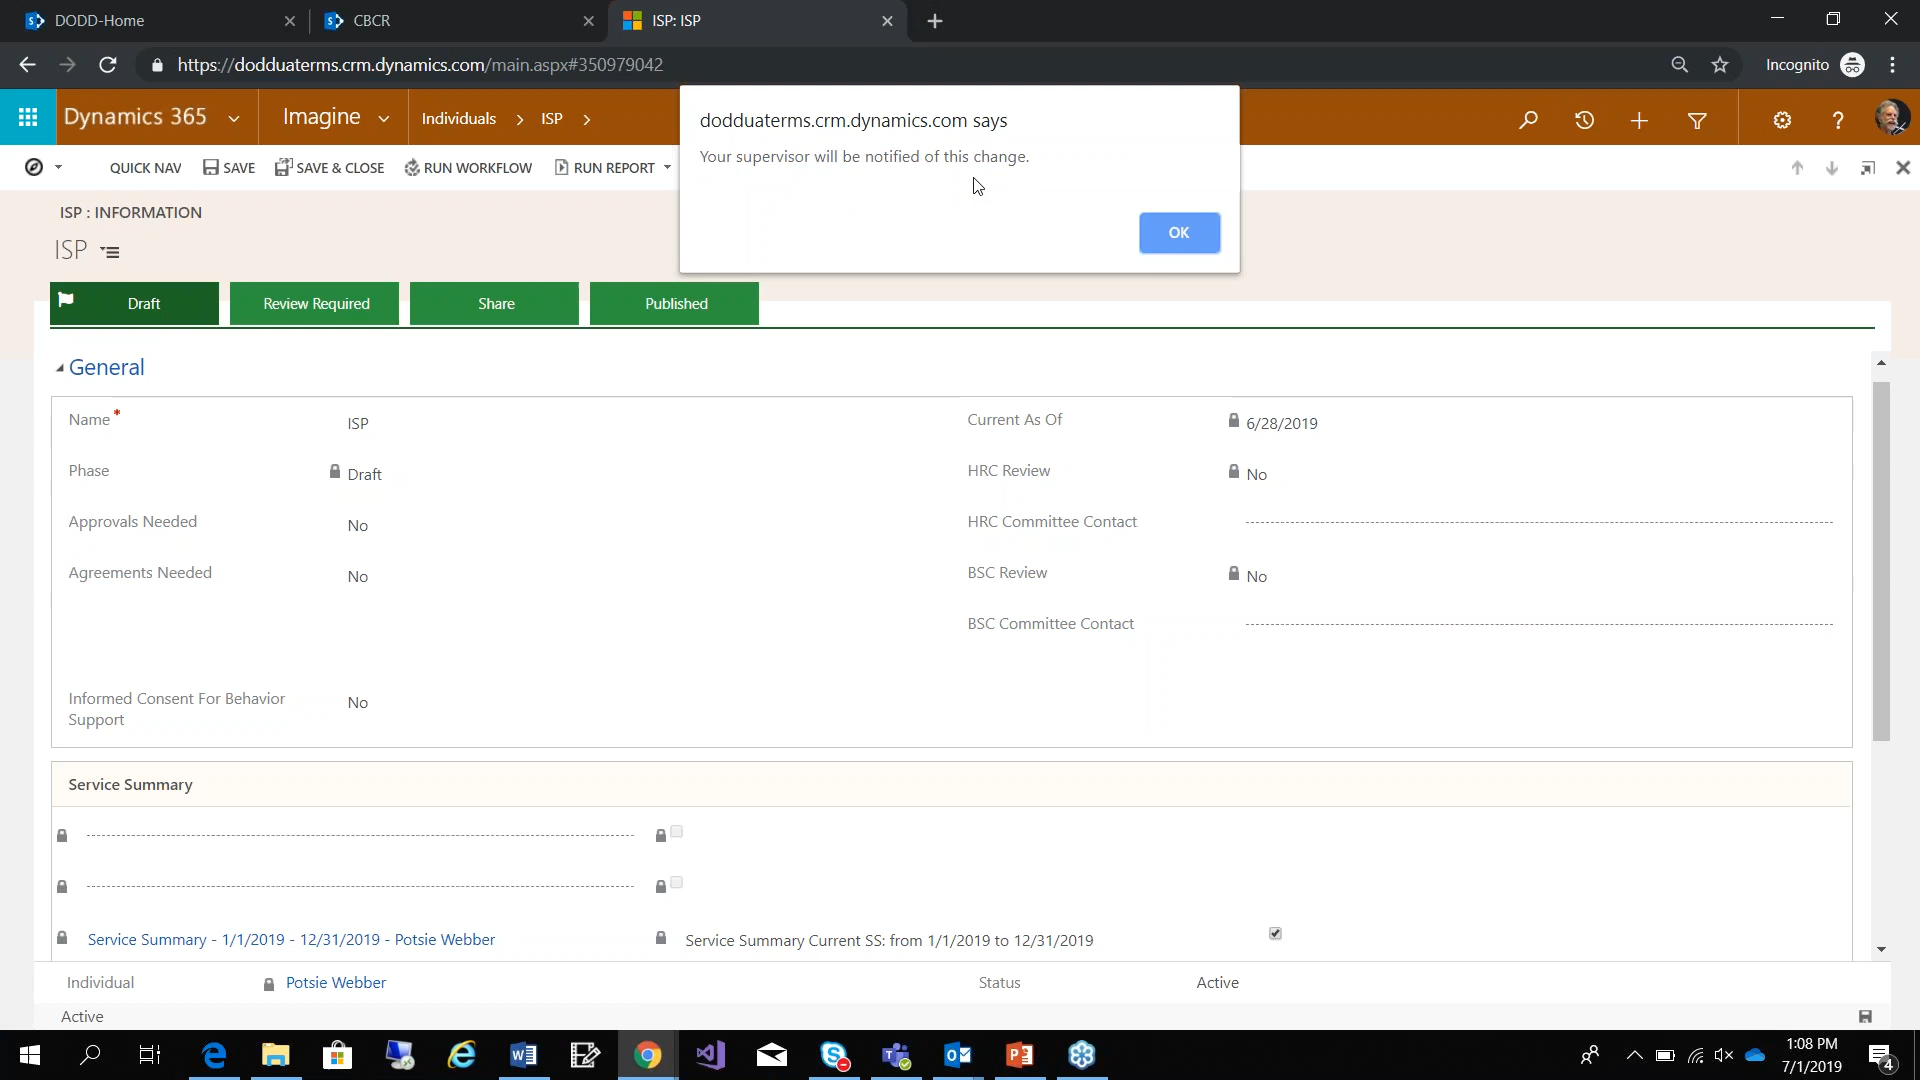 DODD-Home
CBCR
ISP: ISP
https://dodduaterms.crm.dynamics.com/main.aspx#350979042
Incognito
Dynamics 365
Imagine
Individuals > ISP >
dodduaterms.crm.dynamics.com says
Your supervisor will be notified of this change.
OK
QUICK NAV
SAVE
SAVE & CLOSE
RUN WORKFLOW
RUN REPORT
ISP : INFORMATION
ISP
Draft
Review Required
Share
Published
General
Name* ISP
Current As Of 6/28/2019
Phase Draft
HRC Review No
Approvals Needed No
HRC Committee Contact
Agreements Needed No
BSC Review No
BSC Committee Contact
Informed Consent For Behavior
Support
No
Service Summary
Service Summary - 1/1/2019 - 12/31/2019 - Potsie Webber
Service Summary Current SS: from 1/1/2019 to 12/31/2019
Individual Potsie Webber
Status Active
Active
1:08 PM
7/1/2019
4